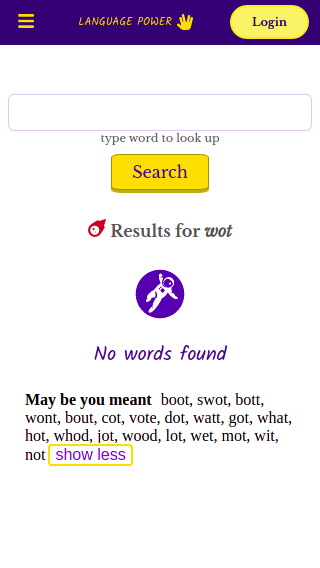 LANGUAGE POWER
Login
type word to look up
Search
Results for wot
No words found
May be you meant boot, swot, bott,
wont, bout, cot, vote, dot, watt, got, what,
hot, whod, jot, wood, lot, wet, mot, wit,
not show less